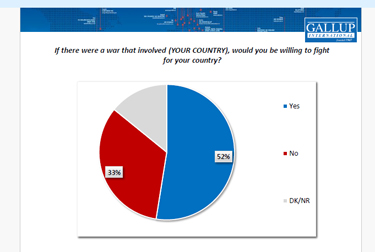 GALLUP
INTERNATIONAL
If there were a war that involved (YOUR COUNTRY), would you be willing to fight
for your country?
Yes
52%
No
33%
DK/NR